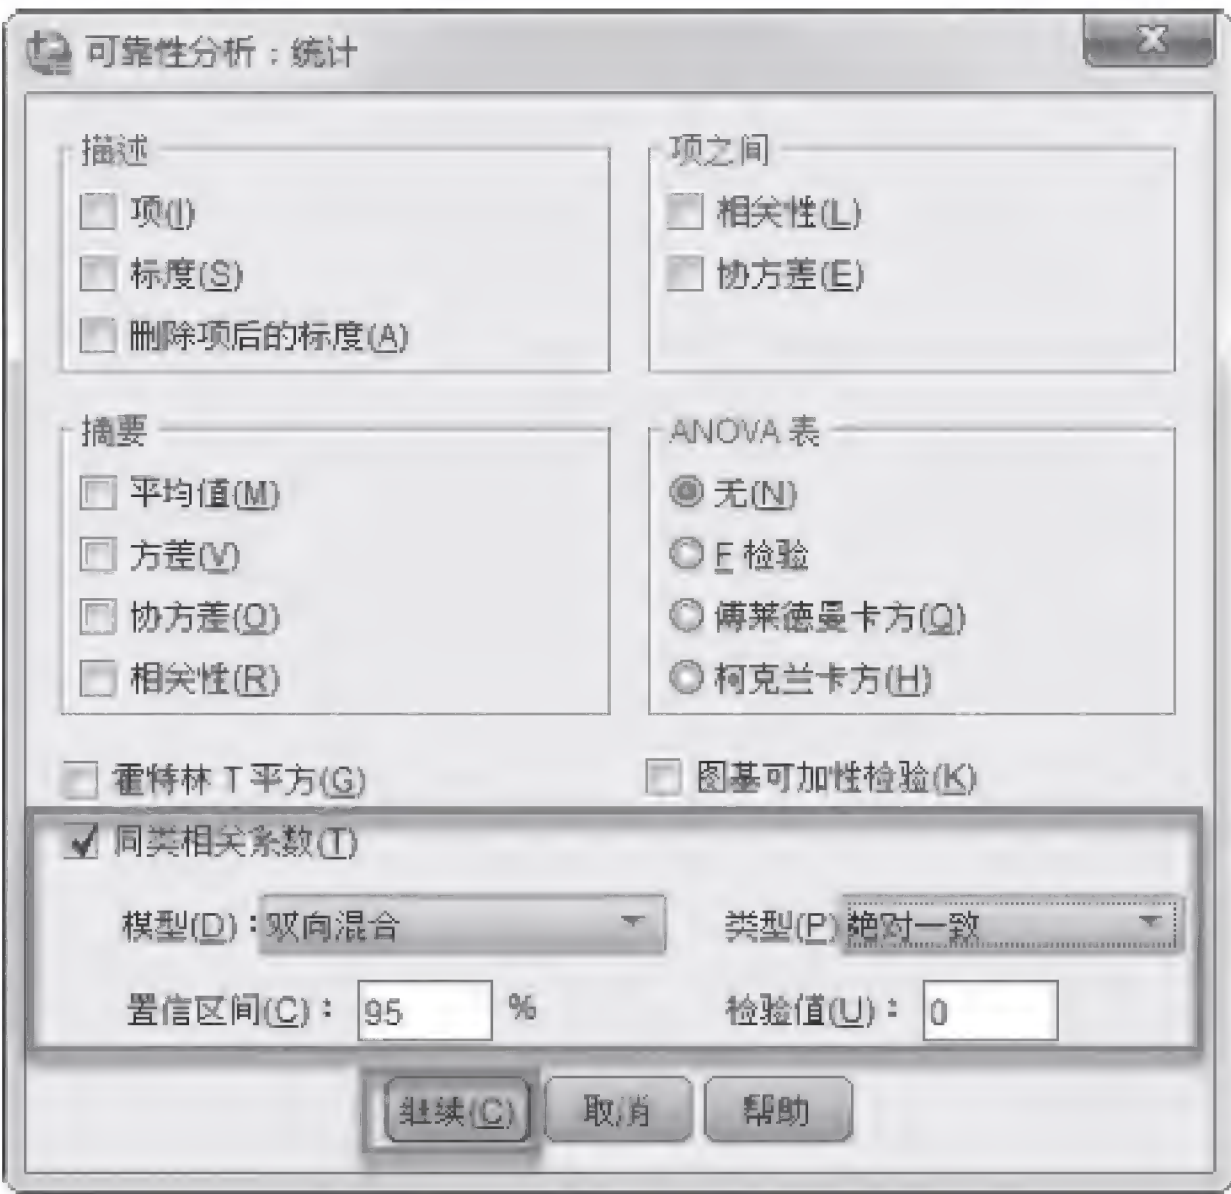 可靠性分析：统计
描述
项(I)
标度(S)
删除项后的标度(A)
项之间
相关性(L)
协方差(E)
摘要
平均值(M)
方差(V)
协方差(O)
相关性(R)
ANOVA 表
无(N)
F 检验
傅莱德曼卡方(Q)
柯克兰卡方(H)
霍特林 T 平方(G)
图基可加性检验(K)
同类相关系数(T)
模型(D)：双向混合
类型(P) 绝对一致
置信区间(C)： 95 %
检验值(U)： 0
继续(C)
取消
帮助